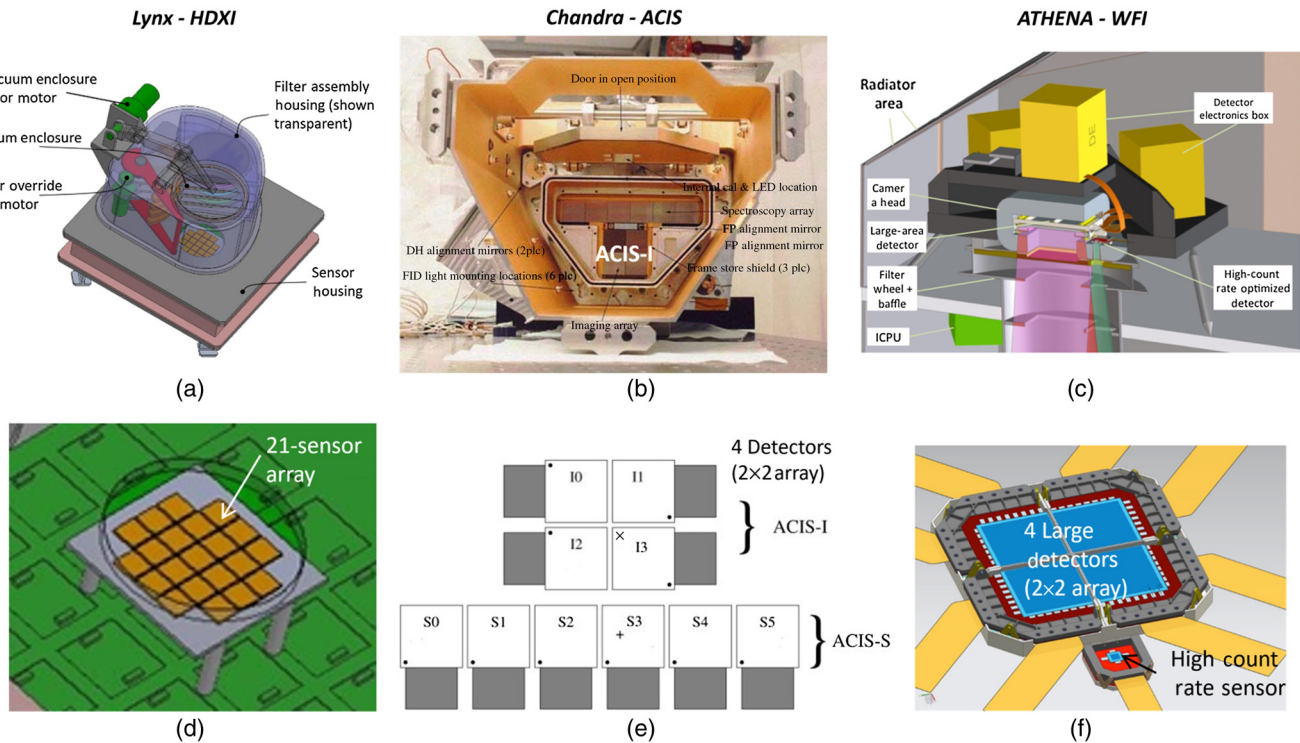 Lynx - HDXI
Chandra - ACIS
ATHENA - WFI
cuum enclosure
or motor
um enclosure
r override
motor
Filter assembly
housing (shown
transparent)
Sensor
housing
(a)
Door in open position
Internal cal & LED location
Spectroscopy array
FP alignment mirror
FP alignment mirror
DH alignment mirrors (2plc)
ACIS-I
Frame store shield (3 plc)
FID light mounting locations (6 plc)
Imaging array
(b)
Radiator
area
DE
Detector
electronics box
Camer
a head
Large-area
detector
Filter
wheel +
baffle
ICPU
High-count
rate optimized
detector
(c)
21-sensor
array
(d)
4 Detectors
(2×2 array)
I0
I1
I2
× I3
} ACIS-I
S0
S1
S2
S3
+
S4
S5
} ACIS-S
(e)
4 Large
detectors
(2×2 array)
High count
rate sensor
(f)